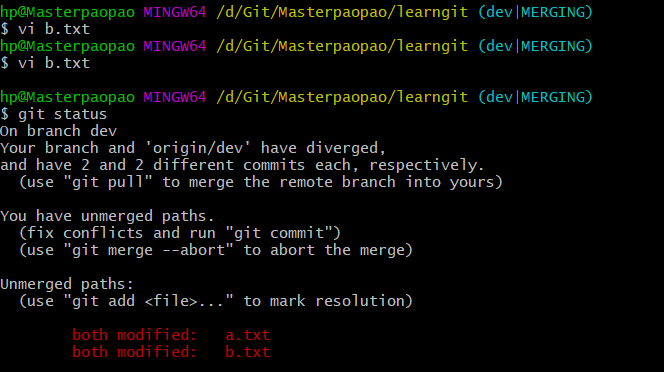 hp@Masterpaopao MINGW64 /d/Git/Masterpaopao/learngit (dev|MERGING)
$ vi b.txt
hp@Masterpaopao MINGW64 /d/Git/Masterpaopao/learngit (dev|MERGING)
$ vi b.txt
hp@Masterpaopao MINGW64 /d/Git/Masterpaopao/learngit (dev|MERGING)
$ git status
On branch dev
Your branch and 'origin/dev' have diverged,
and have 2 and 2 different commits each, respectively.
  (use "git pull" to merge the remote branch into yours)
You have unmerged paths.
  (fix conflicts and run "git commit")
  (use "git merge --abort" to abort the merge)
Unmerged paths:
  (use "git add <file>..." to mark resolution)
        both modified:   a.txt
        both modified:   b.txt